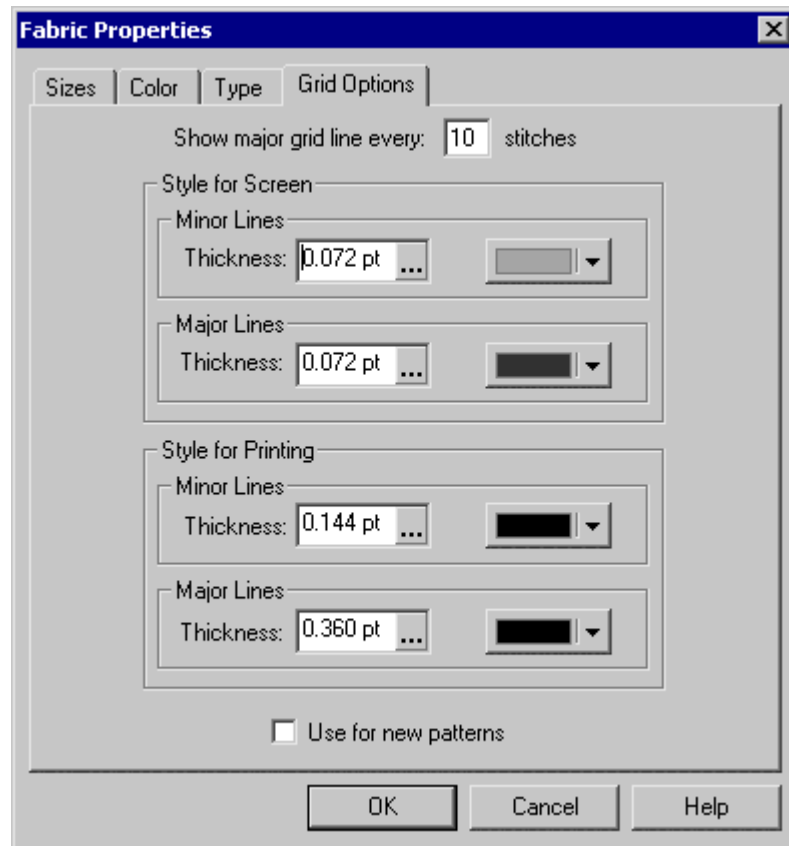 Fabric Properties
Sizes Color Type Grid Options
Show major grid line every: 10 stitches
Style for Screen
Minor Lines
Thickness: 0.072 pt ...
Major Lines
Thickness: 0.072 pt ...
Style for Printing
Minor Lines
Thickness: 0.144 pt ...
Major Lines
Thickness: 0.360 pt ...
Use for new patterns
OK Cancel Help